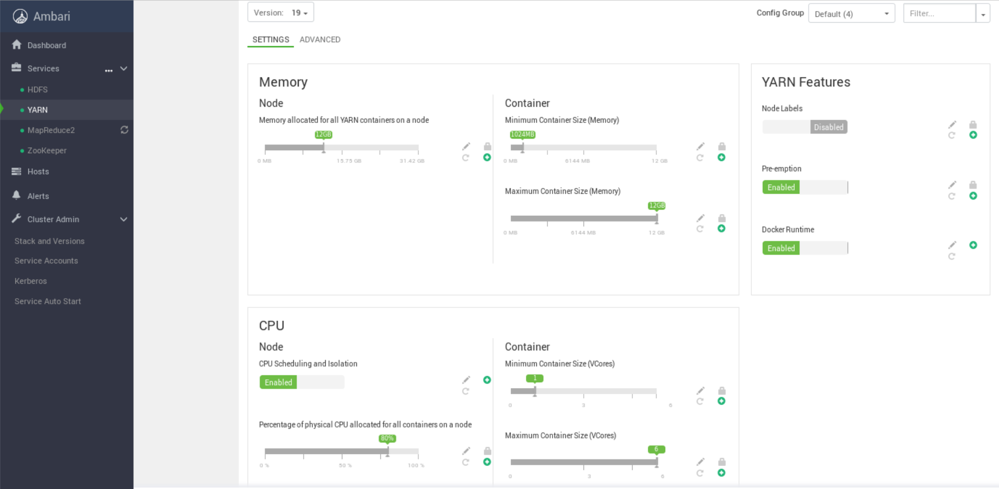 Ambari
Dashboard
Services ...
HDFS
YARN
MapReduce2
ZooKeeper
Hosts
Alerts
Cluster Admin
Stack and Versions
Service Accounts
Kerberos
Service Auto Start
Version: 19
Config Group Default (4) Filter...
SETTINGS ADVANCED
Memory
Node
Memory allocated for all YARN containers on a node
12GB
0 MB 15.75 GB 31.42 GB
Container
Minimum Container Size (Memory)
1024MB
0 MB 6144 MB 12 GB
Maximum Container Size (Memory)
12GB
0 MB 6144 MB 12 GB
YARN Features
Node Labels
Disabled
Pre-emption
Enabled
Docker Runtime
Enabled
CPU
Node
CPU Scheduling and Isolation
Enabled
Percentage of physical CPU allocated for all containers on a node
80%
0 % 50 % 100 %
Container
Minimum Container Size (VCores)
1
0 3 6
Maximum Container Size (VCores)
6
0 3 6